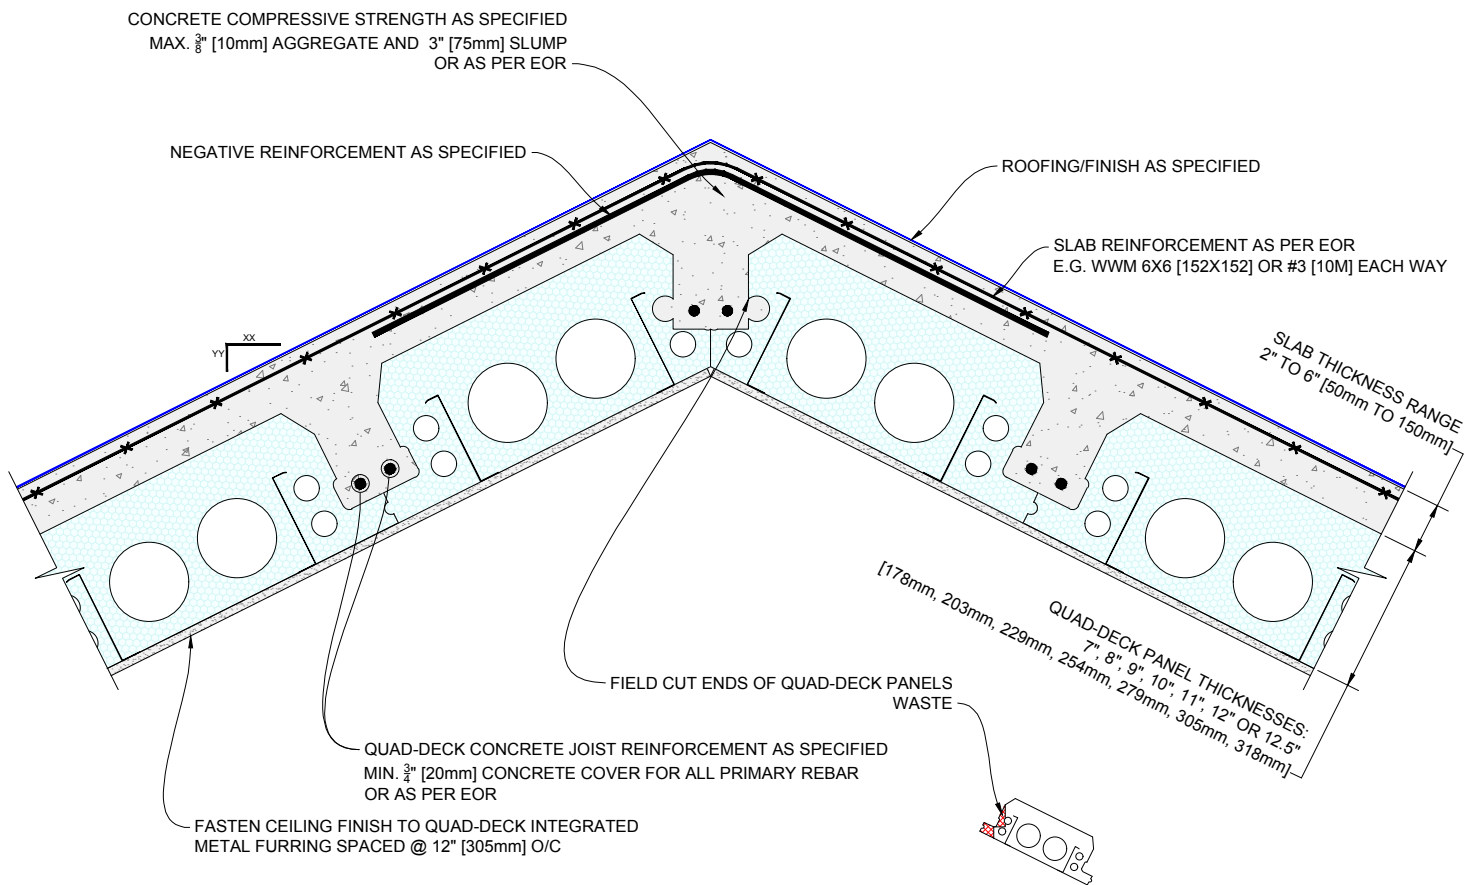 CONCRETE COMPRESSIVE STRENGTH AS SPECIFIED
MAX. 3/8" [10mm] AGGREGATE AND 3" [75mm] SLUMP
OR AS PER EOR
NEGATIVE REINFORCEMENT AS SPECIFIED
ROOFING/FINISH AS SPECIFIED
SLAB REINFORCEMENT AS PER EOR
E.G. WWM 6X6 [152X152] OR #3 [10M] EACH WAY
XX
YY
SLAB THICKNESS RANGE
2" TO 6" [50mm TO 150mm]
QUAD-DECK PANEL THICKNESSES:
7", 8", 9", 10", 11", 12" OR 12.5"
[178mm, 203mm, 229mm, 254mm, 279mm, 305mm, 318mm]
FIELD CUT ENDS OF QUAD-DECK PANELS
WASTE
QUAD-DECK CONCRETE JOIST REINFORCEMENT AS SPECIFIED
MIN. 3/4" [20mm] CONCRETE COVER FOR ALL PRIMARY REBAR
OR AS PER EOR
FASTEN CEILING FINISH TO QUAD-DECK INTEGRATED
METAL FURRING SPACED @ 12" [305mm] O/C